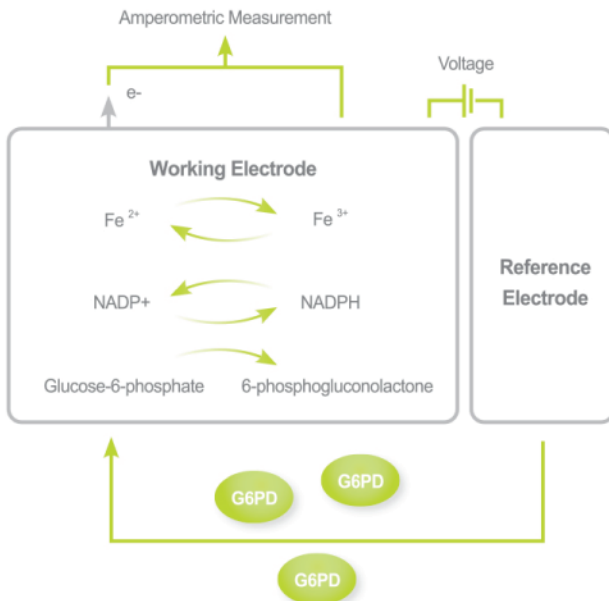 Amperometric Measurement
Voltage
e-
Working Electrode
Fe 2+
Fe 3+
NADP+
NADPH
Glucose-6-phosphate
6-phosphogluconolactone
Reference
Electrode
G6PD
G6PD
G6PD